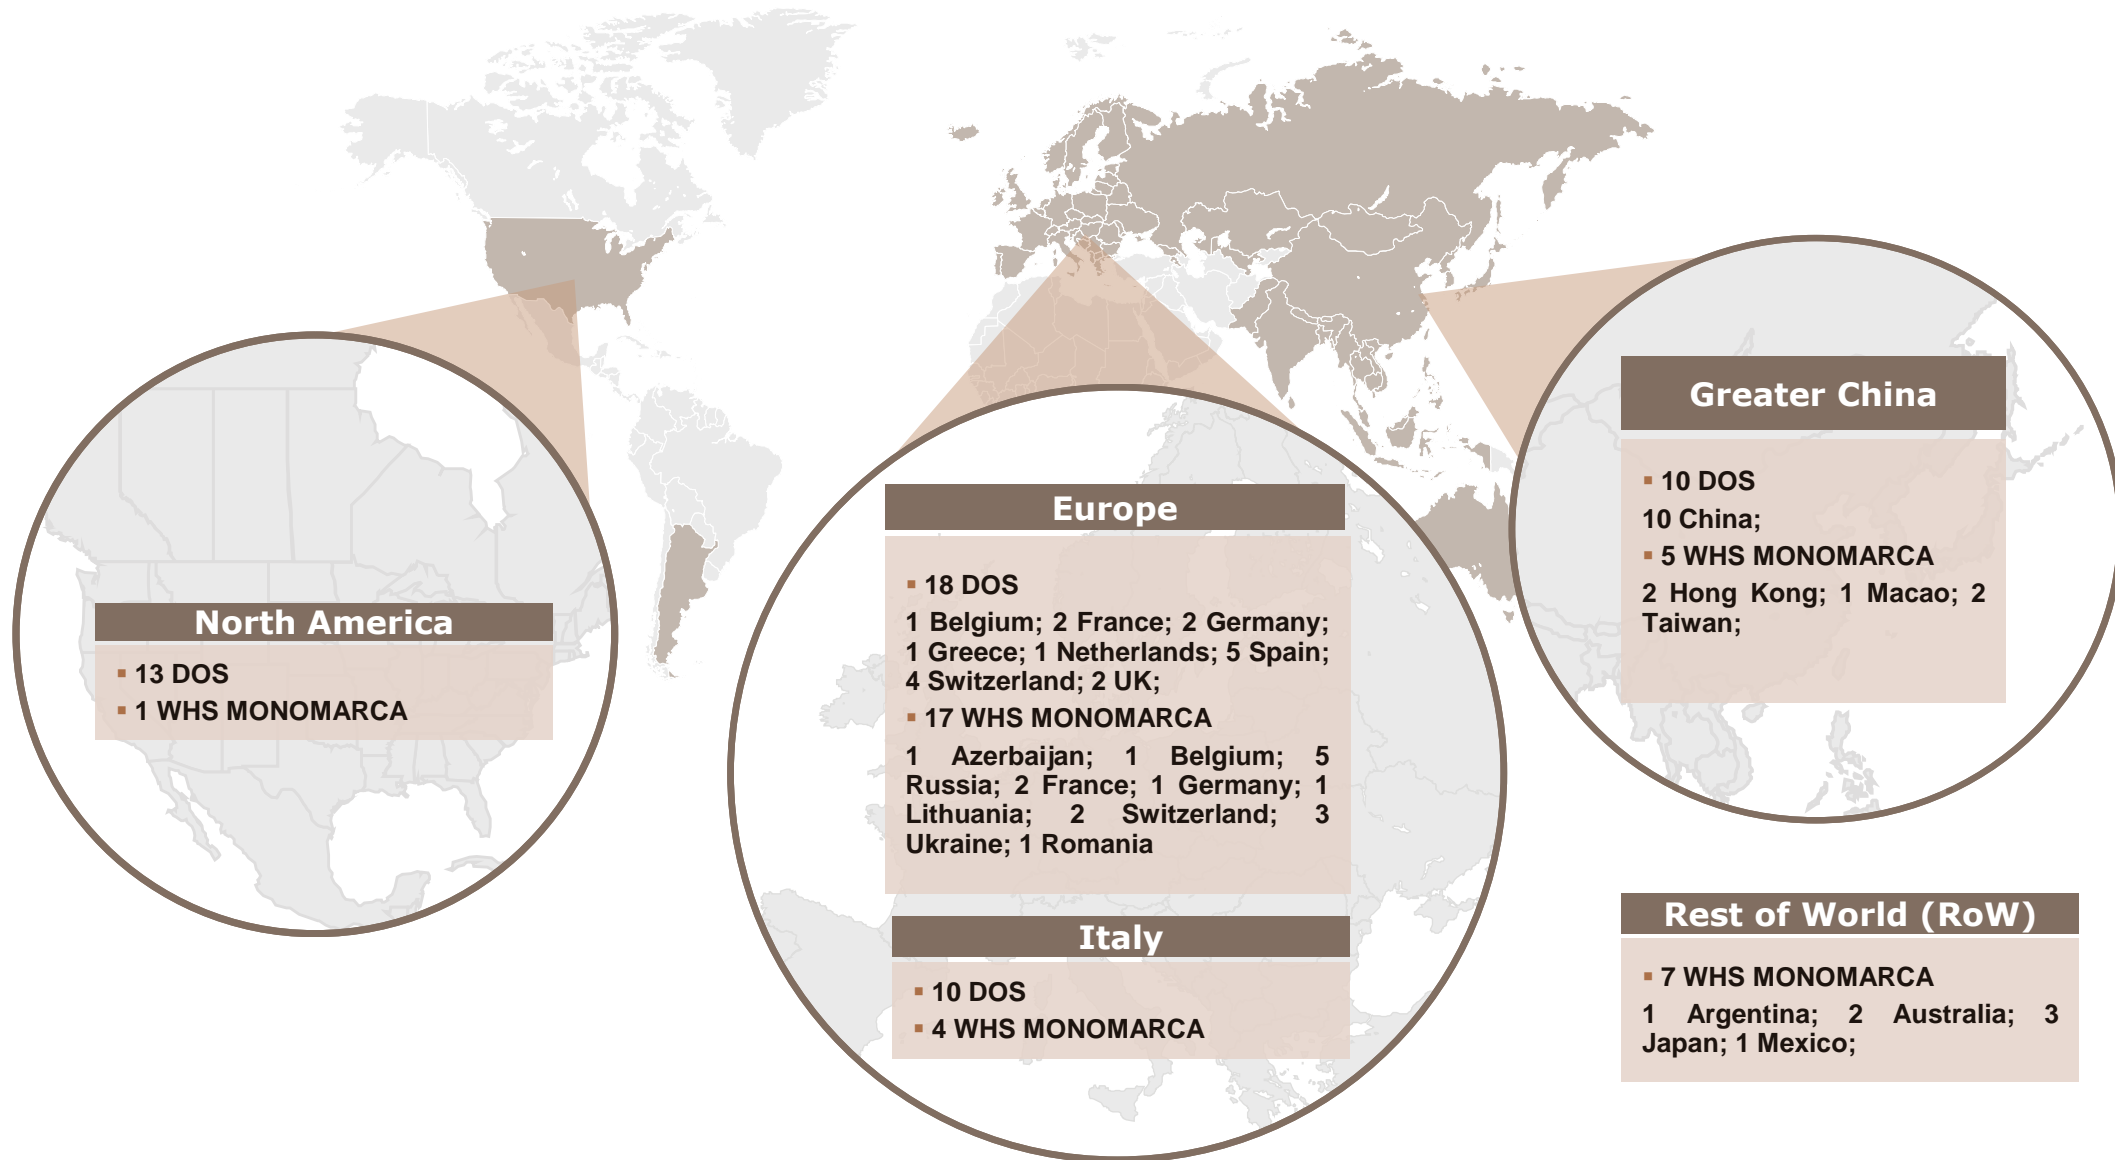 North America
▪ 13 DOS
▪ 1 WHS MONOMARCA
Europe
▪ 18 DOS
1 Belgium; 2 France; 2 Germany;
1 Greece; 1 Netherlands; 5 Spain;
4 Switzerland; 2 UK;
▪ 17 WHS MONOMARCA
1 Azerbaijan; 1 Belgium; 5
Russia; 2 France; 1 Germany; 1
Lithuania; 2 Switzerland; 3
Ukraine; 1 Romania
Italy
▪ 10 DOS
▪ 4 WHS MONOMARCA
Greater China
▪ 10 DOS
10 China;
▪ 5 WHS MONOMARCA
2 Hong Kong; 1 Macao; 2
Taiwan;
Rest of World (RoW)
▪ 7 WHS MONOMARCA
1 Argentina; 2 Australia; 3
Japan; 1 Mexico;